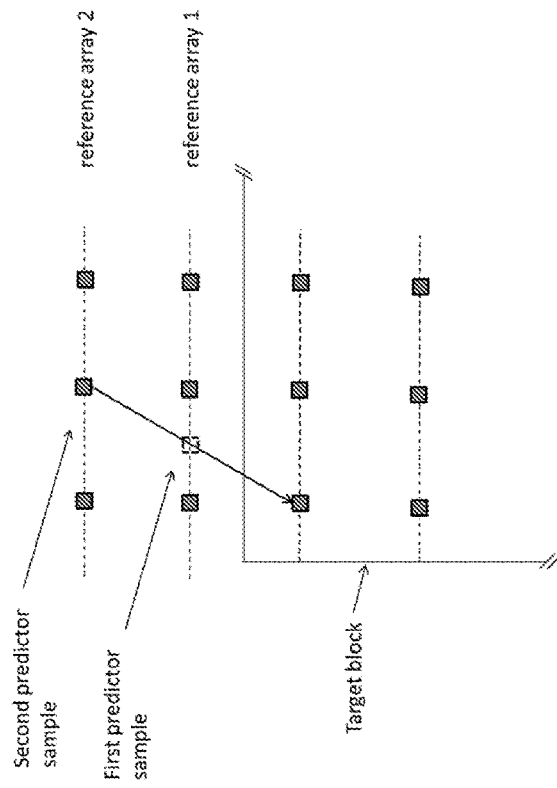 Second predictor
sample
First predictor
sample
Target block
reference array 2
reference array 1